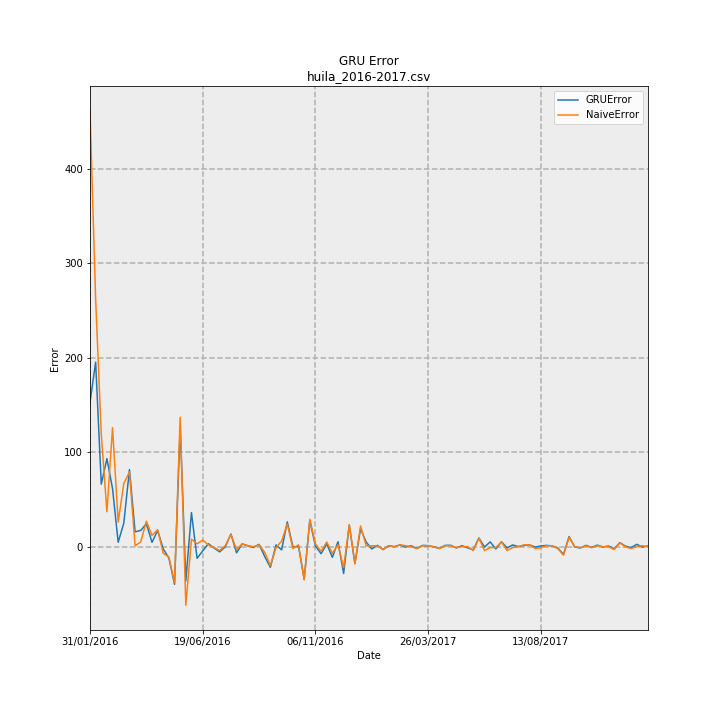 GRU Error
huila_2016-2017.csv
GRUError
NaiveError
400
300
200
100
0
Error
31/01/2016
19/06/2016
06/11/2016
26/03/2017
13/08/2017
Date